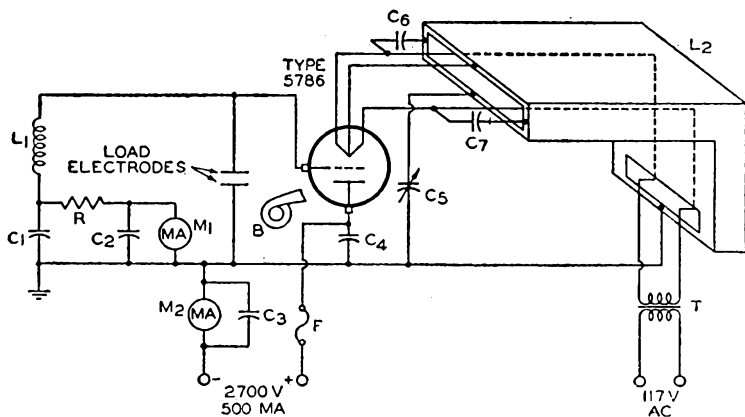 C6
TYPE
5786
L2
L1
LOAD
ELECTRODES
C7
C5
R
B
C1
C2
M1
MA
C4
M2
MA
C3
F
T
-
+
2700 V
500 MA
117 V
AC